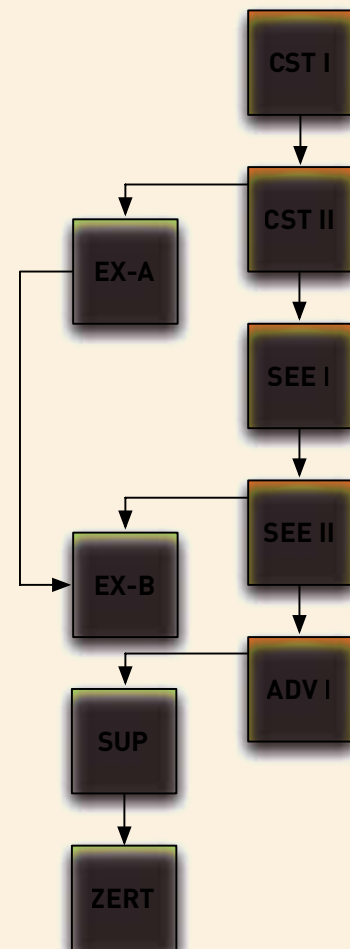 CST I
CST II
EX-A
SEE I
SEE II
EX-B
ADV I
SUP
ZERT